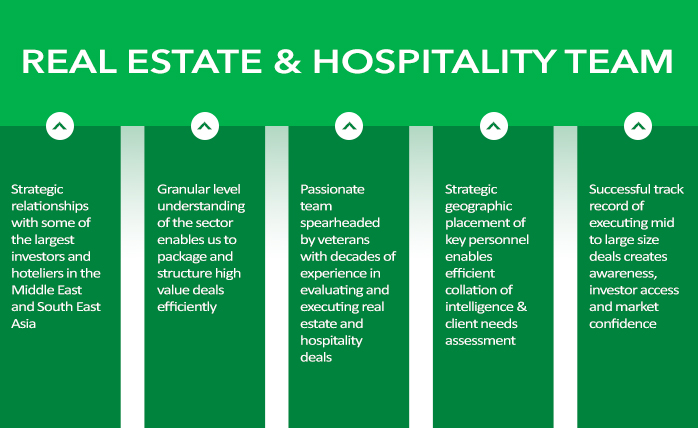 REAL ESTATE & HOSPITALITY TEAM
Strategic
relationships
with some of
the largest
investors and
hoteliers in the
Middle East
and South East
Asia
Granular level
understanding
of the sector
enables us to
package and
structure high
value deals
efficiently
Passionate
team
spearheaded
by veterans
with decades of
experience in
evaluating and
executing real
estate and
hospitality
deals
Strategic
geographic
placement of
key personnel
enables
efficient
collation of
intelligence &
client needs
assessment
Successful track
record of
executing mid
to large size
deals creates
awareness,
investor access
and market
confidence